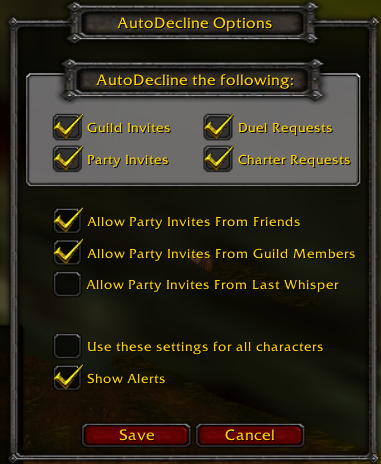 AutoDecline Options
AutoDecline the following:
Guild Invites Duel Requests
Party Invites Charter Requests
Allow Party Invites From Friends
Allow Party Invites From Guild Members
Allow Party Invites From Last Whisper
Use these settings for all characters
Show Alerts
Save Cancel